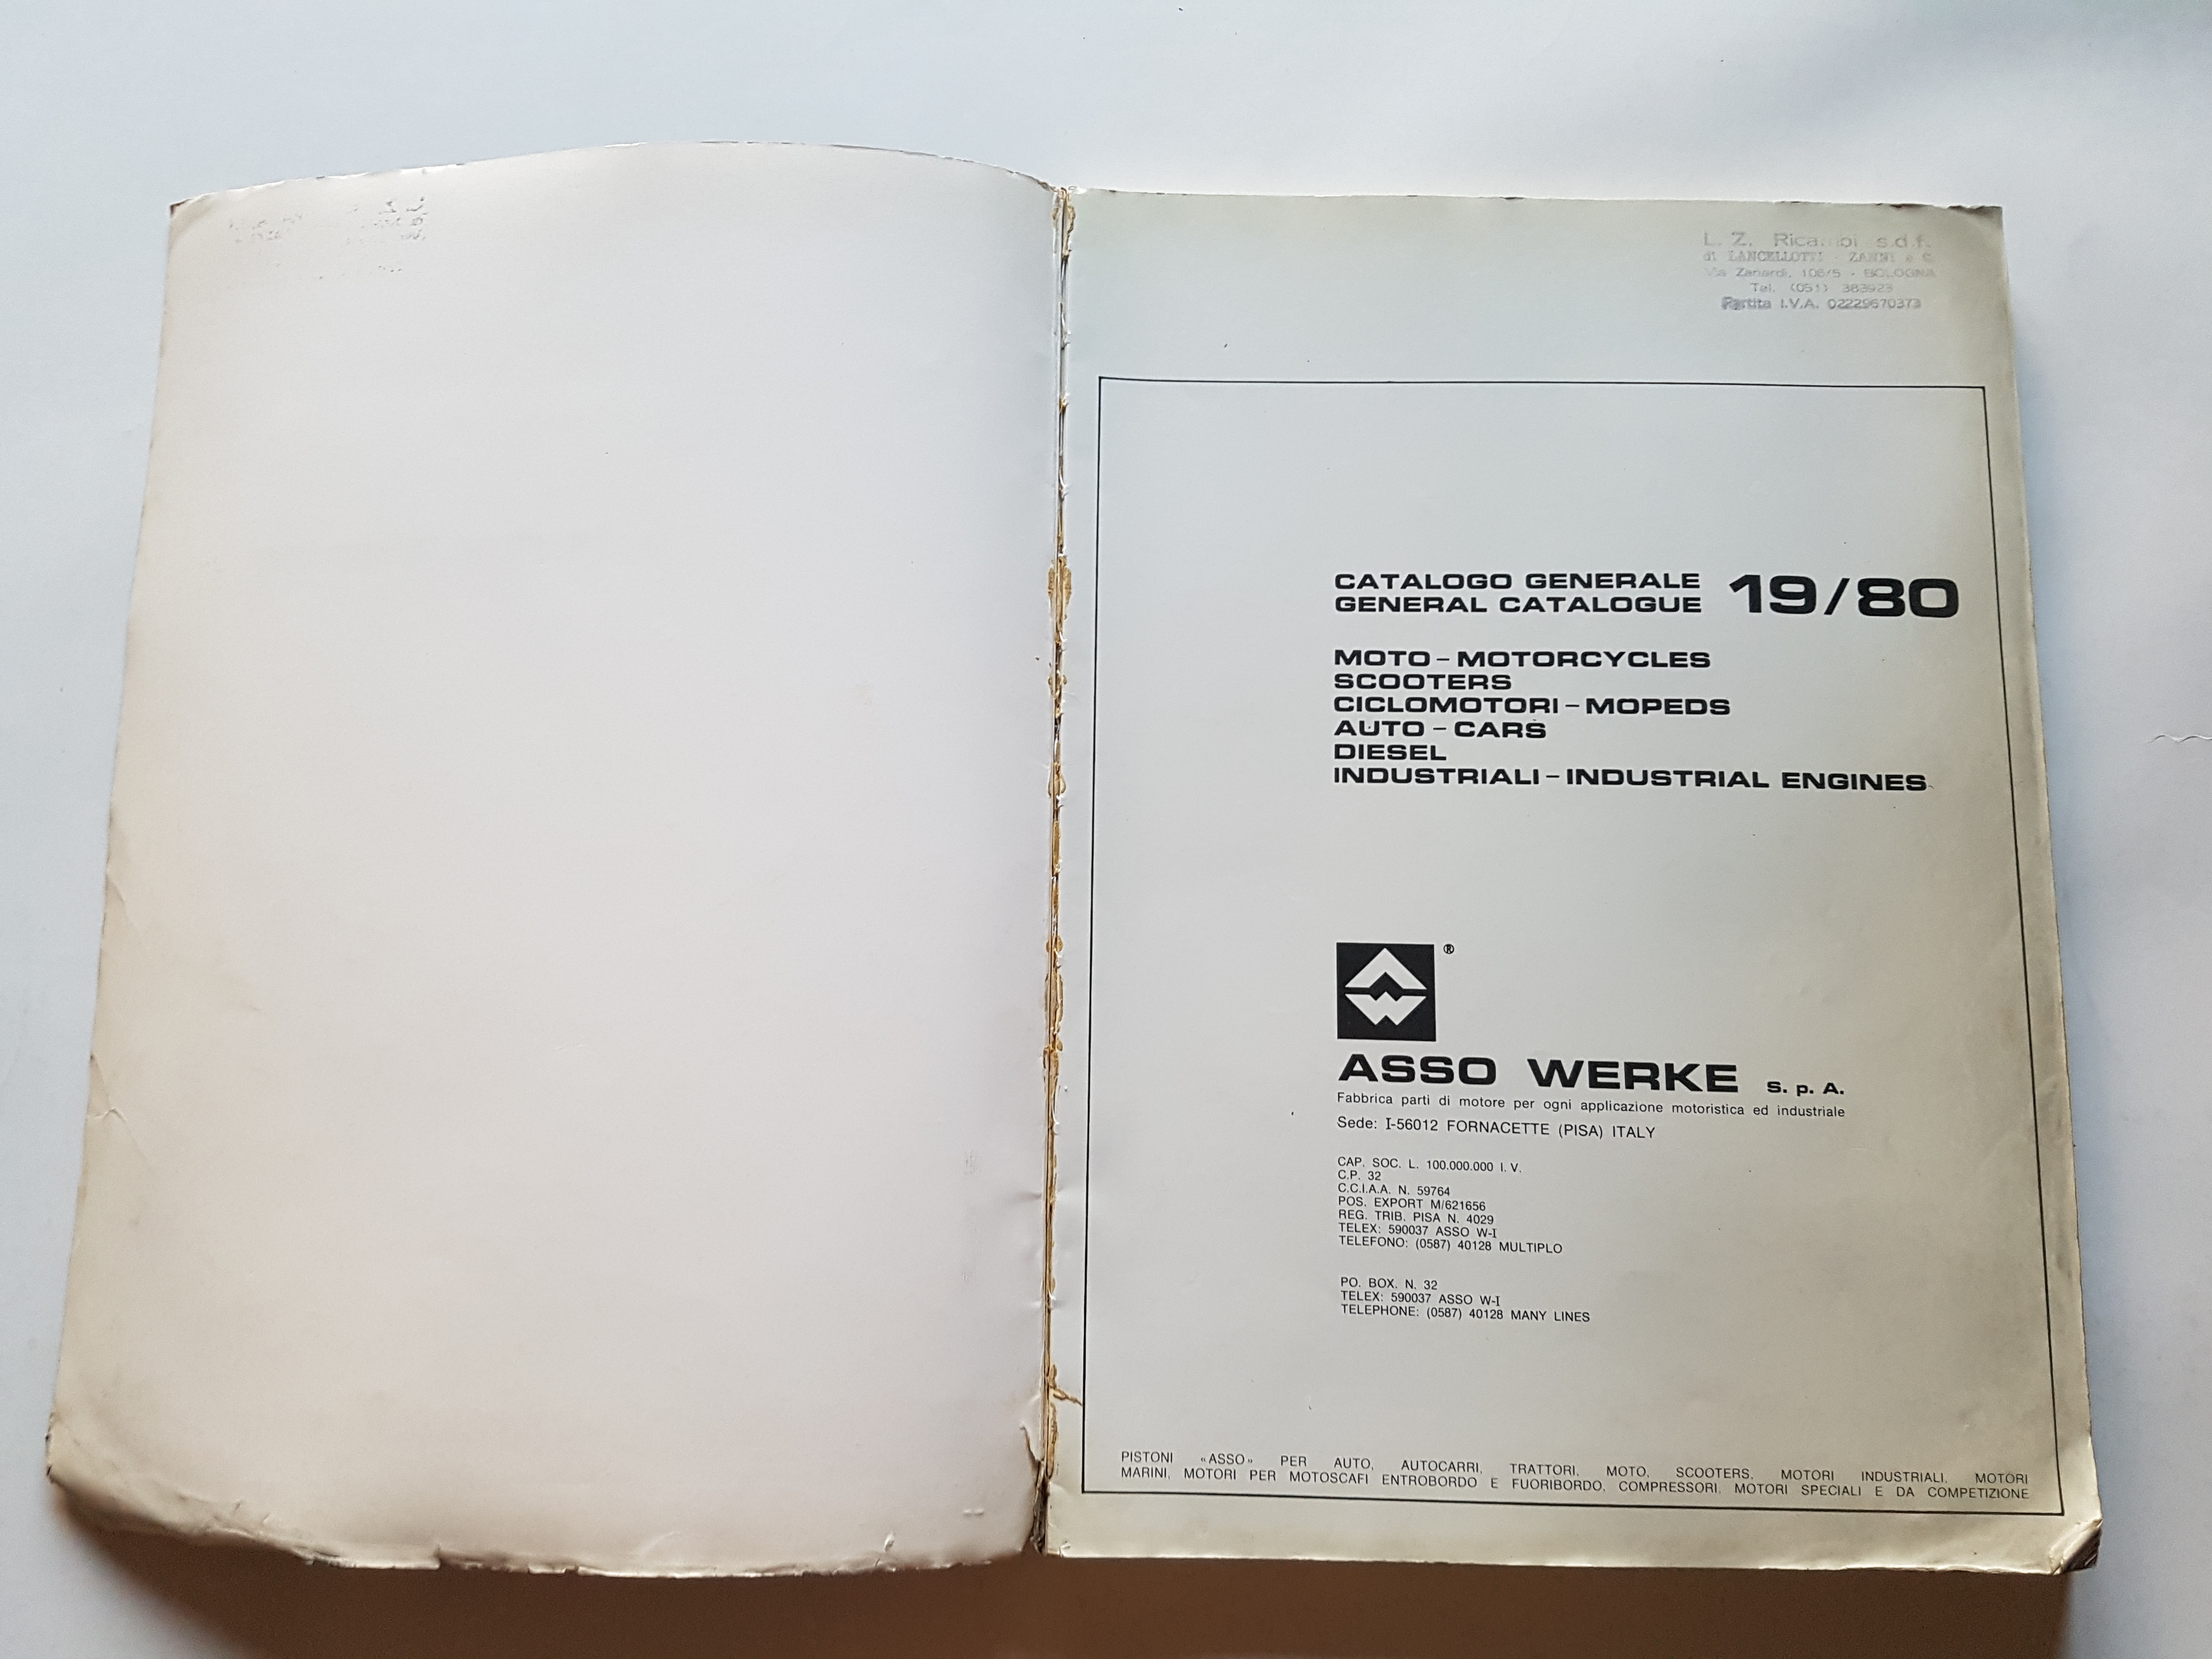 L. Z. Ricambi s.d.f.
di LANCELLOTTI - ZANNI e C.
Via Zanardi, 106/5 - BOLOGNA
Tel. (051) 383923
Partita I.V.A. 02229670373
CATALOGO GENERALE
GENERAL CATALOGUE 19/80
MOTO – MOTORCYCLES
SCOOTERS
CICLOMOTORI – MOPEDS
AUTO – CARS
DIESEL
INDUSTRIALI – INDUSTRIAL ENGINES
®
ASSO WERKE S. p. A.
Fabbrica parti di motore per ogni applicazione motoristica ed industriale
Sede: I-56012 FORNACETTE (PISA) ITALY
CAP. SOC. L. 100.000.000 I. V.
C.P. 32
C.C.I.A.A. N. 59764
POS. EXPORT M/621656
REG. TRIB. PISA N. 4029
TELEX: 590037 ASSO W-I
TELEFONO: (0587) 40128 MULTIPLO
PO. BOX. N. 32
TELEX: 590037 ASSO W-I
TELEPHONE: (0587) 40128 MANY LINES
PISTONI «ASSO» PER AUTO, AUTOCARRI, TRATTORI, MOTO, SCOOTERS, MOTORI INDUSTRIALI, MOTORI
MARINI, MOTORI PER MOTOSCAFI ENTROBORDO E FUORIBORDO, COMPRESSORI, MOTORI SPECIALI E DA COMPETIZIONE